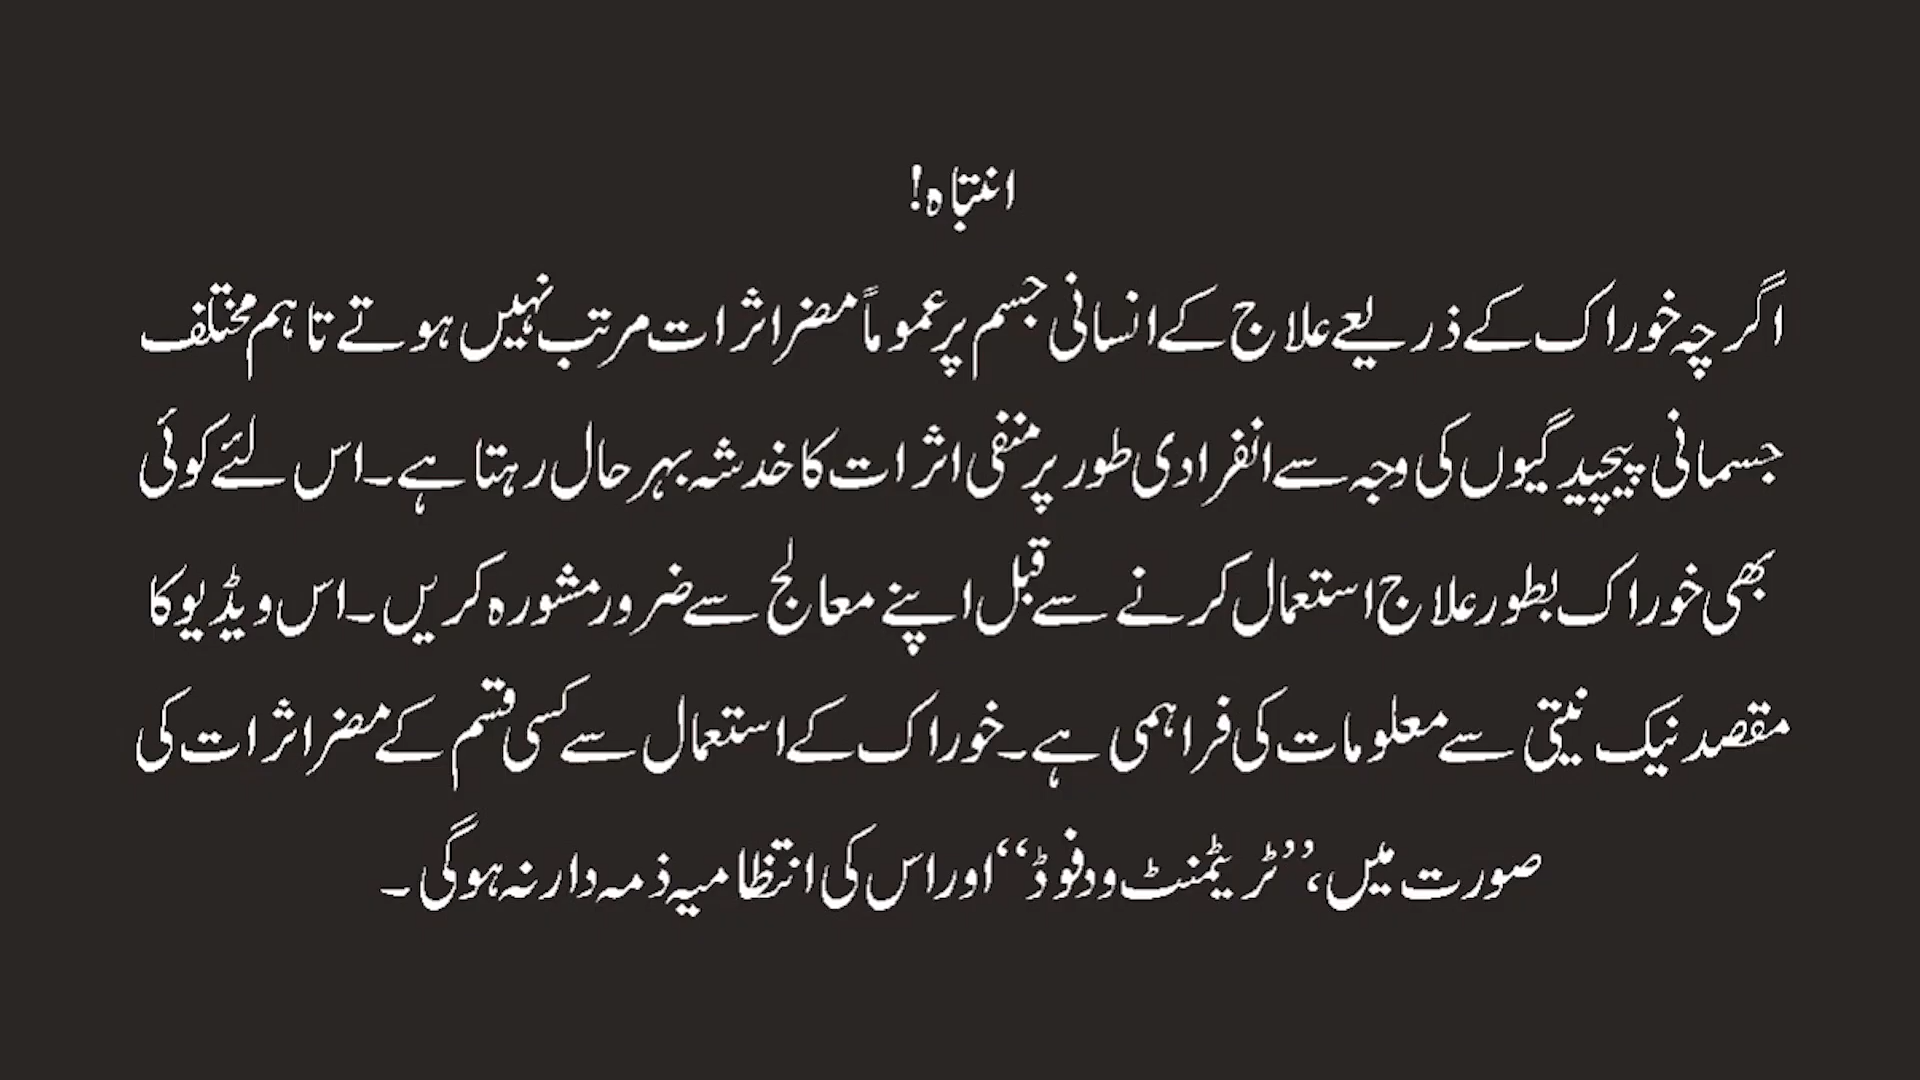 انتباہ!
اگرچہ خوراک کے ذریعے علاج کے انسانی جسم پر عموماً مضر اثرات مرتب نہیں ہوتے تاہم مختلف
جسمانی پیچیدگیوں کی وجہ سے انفرادی طور پر منفی اثرات کا خدشہ بہر حال رہتا ہے۔ اس لئے کوئی
بھی خوراک بطور علاج استعمال کرنے سے قبل اپنے معالج سے ضرور مشورہ کریں۔ اس ویڈیو کا
مقصد نیک نیتی سے معلومات کی فراہمی ہے۔ خوراک کے استعمال سے کسی قسم کے مضر اثرات کی
صورت میں، ’’ٹریٹمنٹ ود فوڈ‘‘ اور اس کی انتظامیہ ذمہ دار نہ ہوگی۔